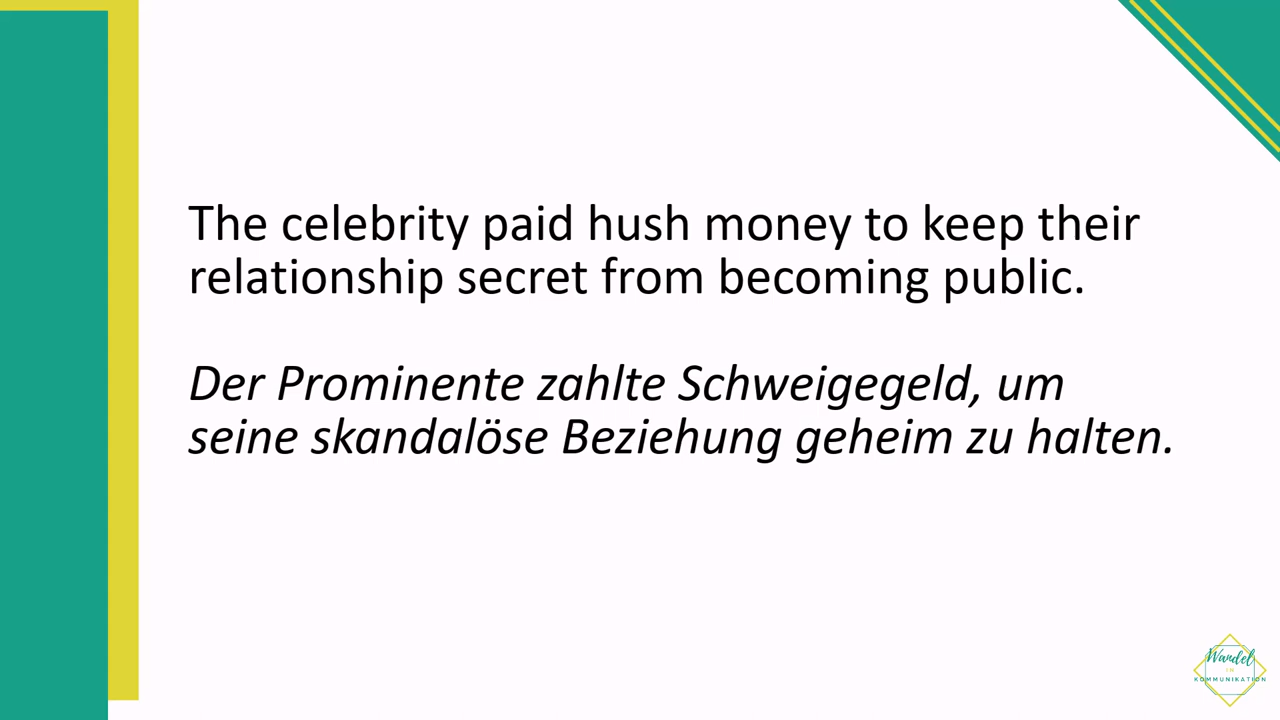 The celebrity paid hush money to keep their
relationship secret from becoming public.
Der Prominente zahlte Schweigegeld, um
seine skandalöse Beziehung geheim zu halten.
Wandel
IN
KOMMUNIKATION